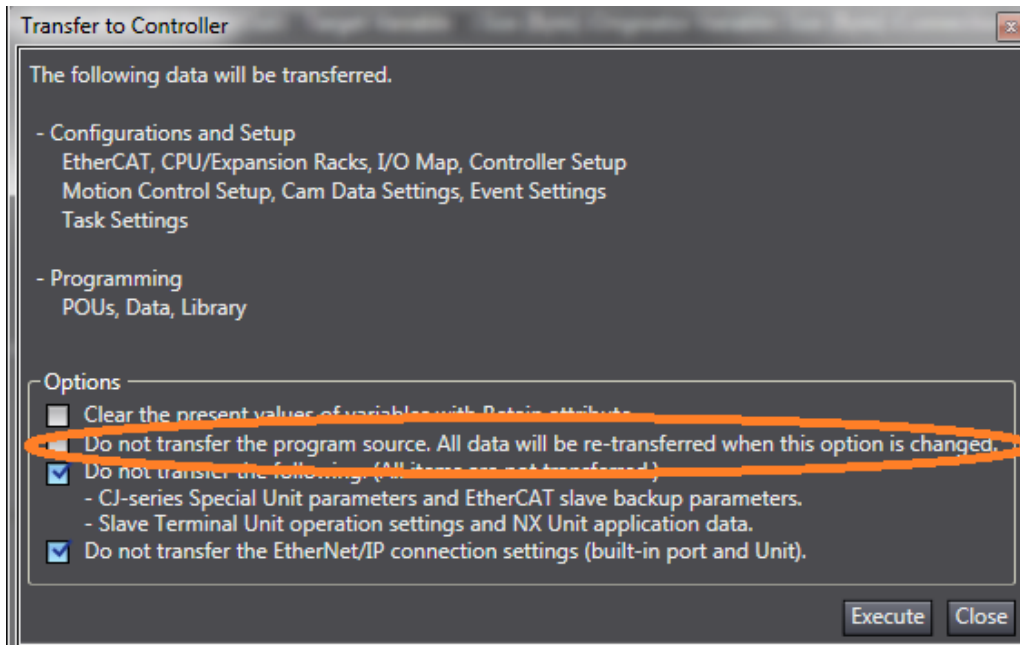 Transfer to Controller
The following data will be transferred.
- Configurations and Setup
EtherCAT, CPU/Expansion Racks, I/O Map, Controller Setup
Motion Control Setup, Cam Data Settings, Event Settings
Task Settings
- Programming
POUs, Data, Library
Options
Clear the present values of variables with Retain attribute.
Do not transfer the program source. All data will be re-transferred when this option is changed.
Do not transfer the following. (All items are not transferred.)
- CJ-series Special Unit parameters and EtherCAT slave backup parameters.
- Slave Terminal Unit operation settings and NX Unit application data.
Do not transfer the EtherNet/IP connection settings (built-in port and Unit).
Execute Close